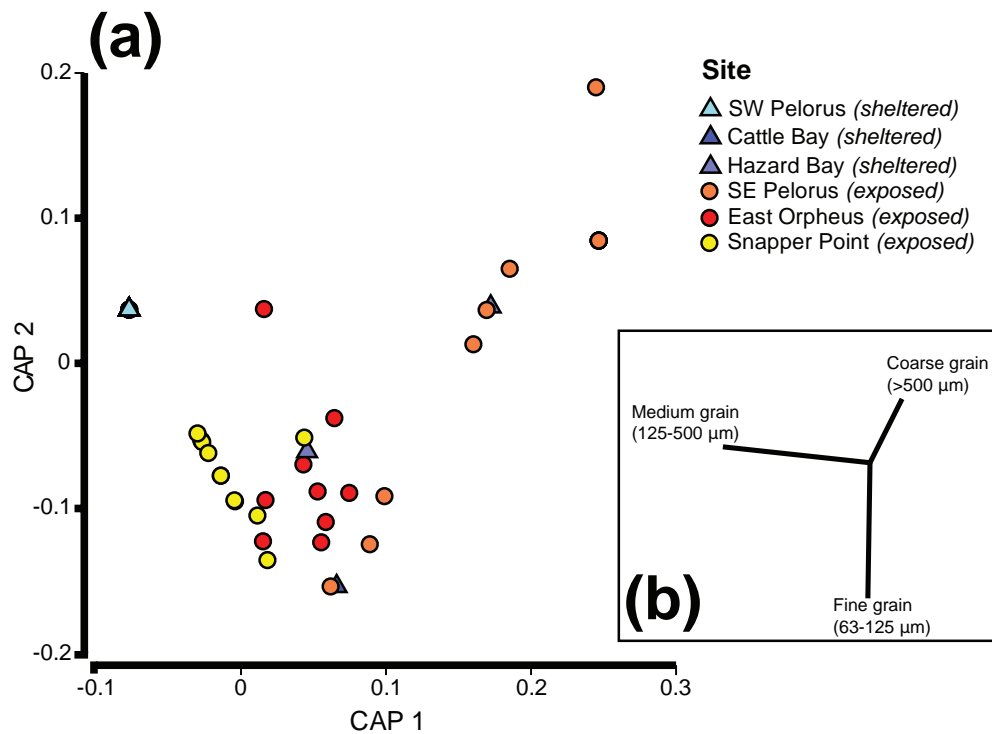 (a)
0.2
0.1
0
-0.1
-0.2
CAP 2
-0.1
0
0.1
0.2
0.3
CAP 1
Site
SW Pelorus (sheltered)
Cattle Bay (sheltered)
Hazard Bay (sheltered)
SE Pelorus (exposed)
East Orpheus (exposed)
Snapper Point (exposed)
Coarse grain
(>500 µm)
Medium grain
(125-500 µm)
Fine grain
(63-125 µm)
(b)